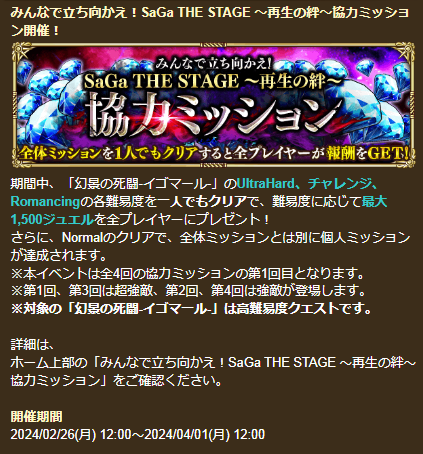 みんなで立ち向かえ！SaGa THE STAGE ～再生の絆～協力ミッショ
ン開催！
みんなで立ち向かえ!
SaGa THE STAGE ～再生の絆～
協力ミッション
全体ミッションを1人でもクリアすると全プレイヤーが報酬をGET!
期間中、「幻景の死闘-イゴマール-」のUltraHard、チャレンジ、
Romancingの各難易度を一人でもクリアで、難易度に応じて最大
1,500ジュエルを全プレイヤーにプレゼント！
さらに、Normalのクリアで、全体ミッションとは別に個人ミッション
が達成されます。
※本イベントは全4回の協力ミッションの第1回目となります。
※第1回、第3回は超強敵、第2回、第4回は強敵が登場します。
※対象の「幻景の死闘-イゴマール-」は高難易度クエストです。
詳細は、
ホーム上部の「みんなで立ち向かえ！SaGa THE STAGE ～再生の絆～
協力ミッション」をご確認ください。
開催期間
2024/02/26(月) 12:00～2024/04/01(月) 12:00